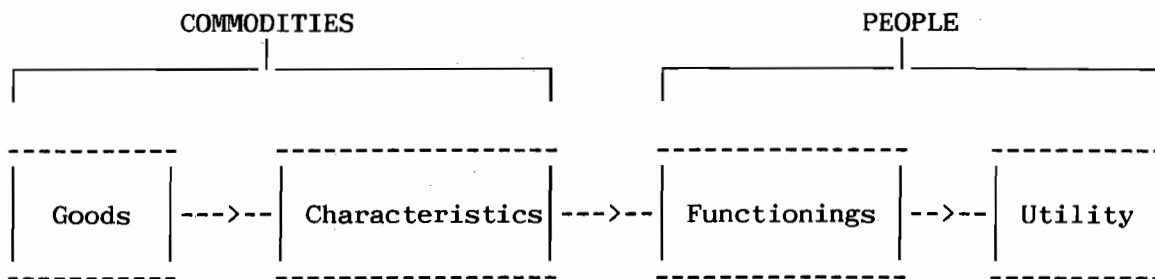 COMMODITIES PEOPLE
Goods --->-- Characteristics --->-- Functionings -->-- Utility